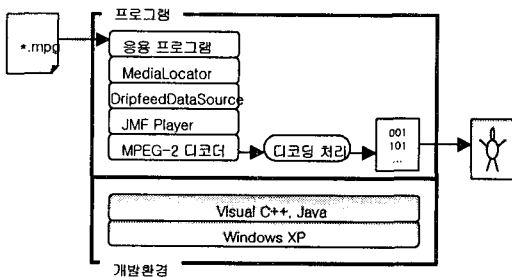 프로그램
*.mpg
응용 프로그램
MediaLocator
DripfeedDataSource
JMF Player
MPEG-2 디코더
디코딩 처리
001
101
...
Visual C++, Java
Windows XP
개발환경